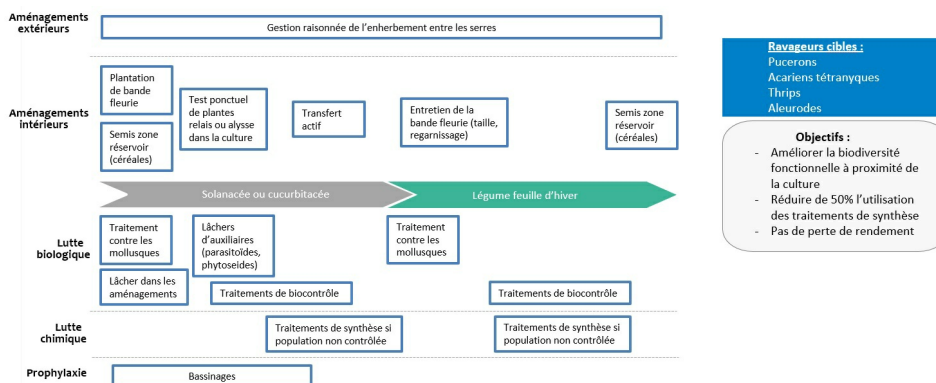 Aménagements
extérieurs
Gestion raisonnée de l'enherbement entre les serres
Aménagements
intérieurs
Plantation
de bande
fleurie
Semis zone
réservoir
(céréales)
Test ponctuel
de plantes
relais ou alysse
dans la culture
Transfert
actif
Entretien de la
bande fleurie (taille,
regarnissage)
Semis zone
réservoir
(céréales)
Solanacée ou cucurbitacée
Légume feuille d'hiver
Lutte
biologique
Traitement
contre les
mollusques
Lâcher dans les
aménagements
Lâchers
d'auxiliaires
(parasitoïdes,
phytoseides)
Traitements de biocontrôle
Traitement
contre les
mollusques
Traitements de biocontrôle
Lutte
chimique
Traitements de synthèse si
population non contrôlée
Traitements de synthèse si
population non contrôlée
Prophylaxie
Bassinages
Ravageurs cibles :
Pucerons
Acariens tétranyques
Thrips
Aleurodes
Objectifs :
- Améliorer la biodiversité
fonctionnelle à proximité de
la culture
- Réduire de 50% l'utilisation
des traitements de synthèse
- Pas de perte de rendement